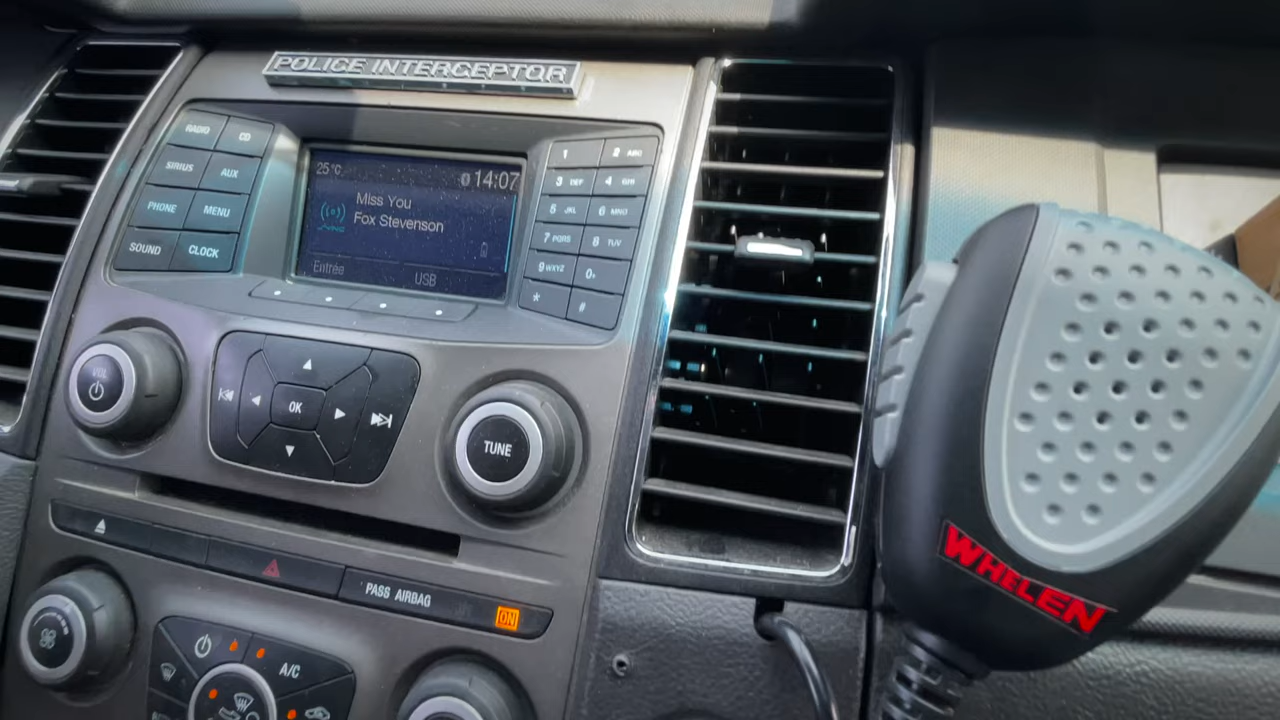 POLICE INTERCEPTOR
RADIO
CD
SIRIUS
AUX
PHONE
MENU
SOUND
CLOCK
25°C
14:07
Miss You
Fox Stevenson
SYNC
Entrée
USB
1
2 ABC
3 DEF
4 GHI
5 JKL
6 MNO
7 PQRS
8 TUV
9 WXYZ
0+
*
#
VOL
OK
TUNE
PASS AIRBAG
ON
A/C
WHELEN